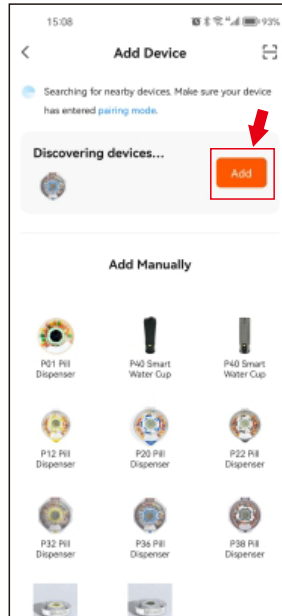 15:08
93%
Add Device
Searching for nearby devices. Make sure your device
has entered pairing mode.
Discovering devices...
Add
Add Manually
P01 Pill P40 Smart P40 Smart
Dispenser Water Cup Water Cup
P12 Pill P20 Pill P22 Pill
Dispenser Dispenser Dispenser
P32 Pill P36 Pill P38 Pill
Dispenser Dispenser Dispenser